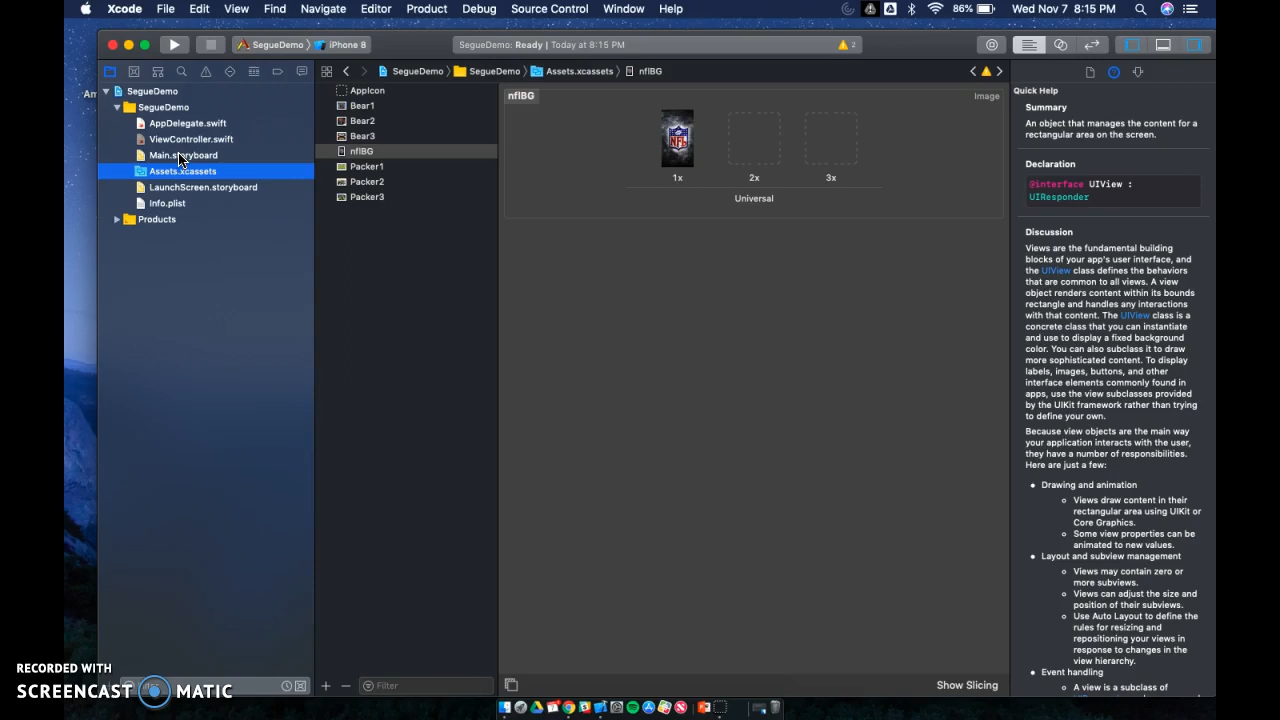 Xcode File Edit View Find Navigate Editor Product Debug Source Control Window Help 86% Wed Nov 7 8:15 PM
SegueDemo iPhone 8 SegueDemo: Ready | Today at 8:15 PM 2
SegueDemo SegueDemo Assets.xcassets nflBG
SegueDemo
SegueDemo
AppDelegate.swift
ViewController.swift
Main.storyboard
Assets.xcassets
LaunchScreen.storyboard
Info.plist
Products
AppIcon
Bear1
Bear2
Bear3
nflBG
Packer1
Packer2
Packer3
Filter
nflBG Image
NFL
1x 2x 3x
Universal
Show Slicing
Quick Help
Summary
An object that manages the content for a
rectangular area on the screen.
Declaration
@interface UIView :
UIResponder
Discussion
Views are the fundamental building
blocks of your app's user interface, and
the UIView class defines the behaviors
that are common to all views. A view
object renders content within its bounds
rectangle and handles any interactions
with that content. The UIView class is a
concrete class that you can instantiate
and use to display a fixed background
color. You can also subclass it to draw
more sophisticated content. To display
labels, images, buttons, and other
interface elements commonly found in
apps, use the view subclasses provided
by the UIKit framework rather than trying
to define your own.
Because view objects are the main way
your application interacts with the user,
they have a number of responsibilities.
Here are just a few:
Drawing and animation
Views draw content in their
rectangular area using UIKit or
Core Graphics.
Some view properties can be
animated to new values.
Layout and subview management
Views may contain zero or
more subviews.
Views can adjust the size and
position of their subviews.
Use Auto Layout to define the
rules for resizing and
repositioning your views in
response to changes in the
view hierarchy.
Event handling
A view is a subclass of
RECORDED WITH
SCREENCAST MATIC